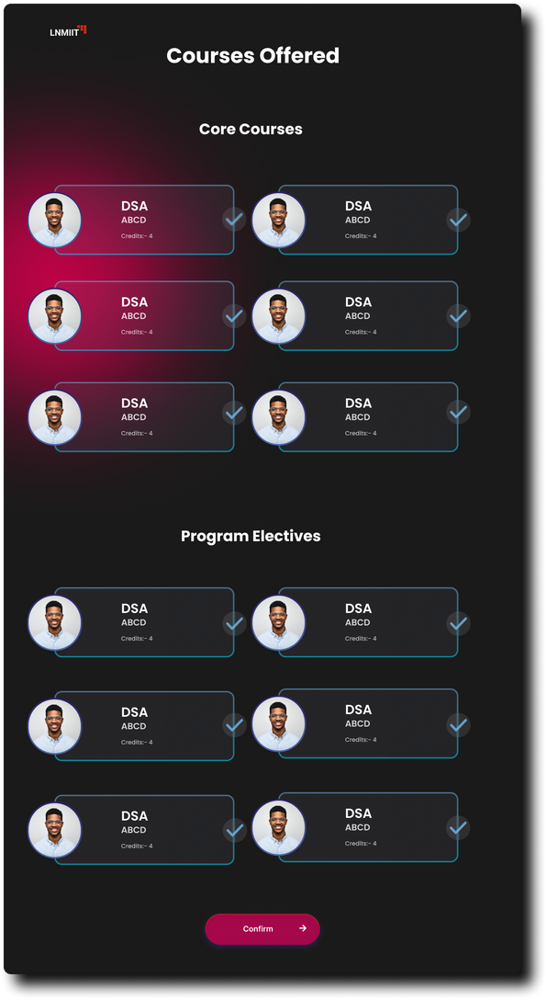 LNMIIT
Courses Offered
Core Courses
DSA
ABCD
Credits:- 4
DSA
ABCD
Credits:- 4
DSA
ABCD
Credits:- 4
DSA
ABCD
Credits:- 4
DSA
ABCD
Credits:- 4
DSA
ABCD
Credits:- 4
Program Electives
DSA
ABCD
Credits:- 4
DSA
ABCD
Credits:- 4
DSA
ABCD
Credits:- 4
DSA
ABCD
Credits:- 4
DSA
ABCD
Credits:- 4
DSA
ABCD
Credits:- 4
Confirm